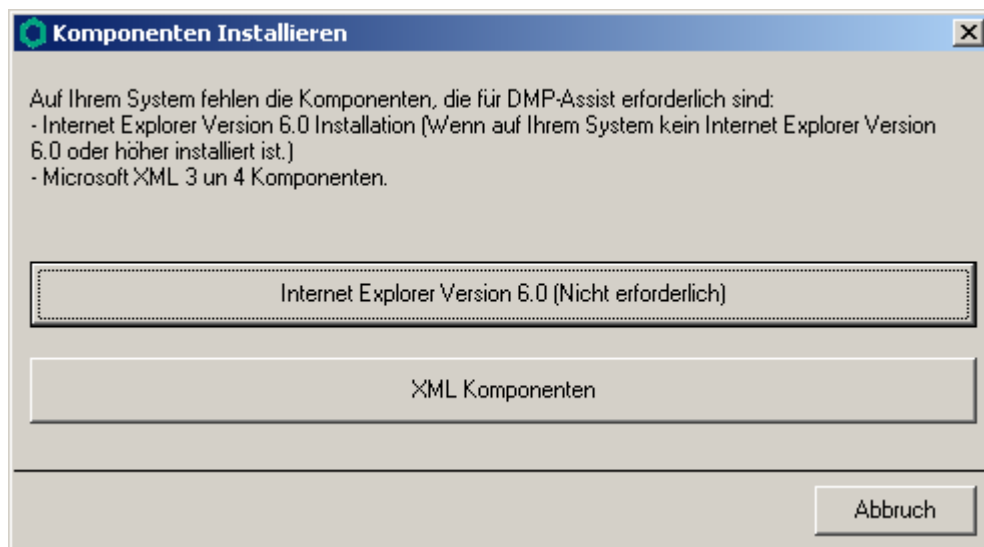 Komponenten Installieren
Auf Ihrem System fehlen die Komponenten, die für DMP-Assist erforderlich sind:
- Internet Explorer Version 6.0 Installation (Wenn auf Ihrem System kein Internet Explorer Version
6.0 oder höher installiert ist.)
- Microsoft XML 3 un 4 Komponenten.
Internet Explorer Version 6.0 (Nicht erforderlich)
XML Komponenten
Abbruch